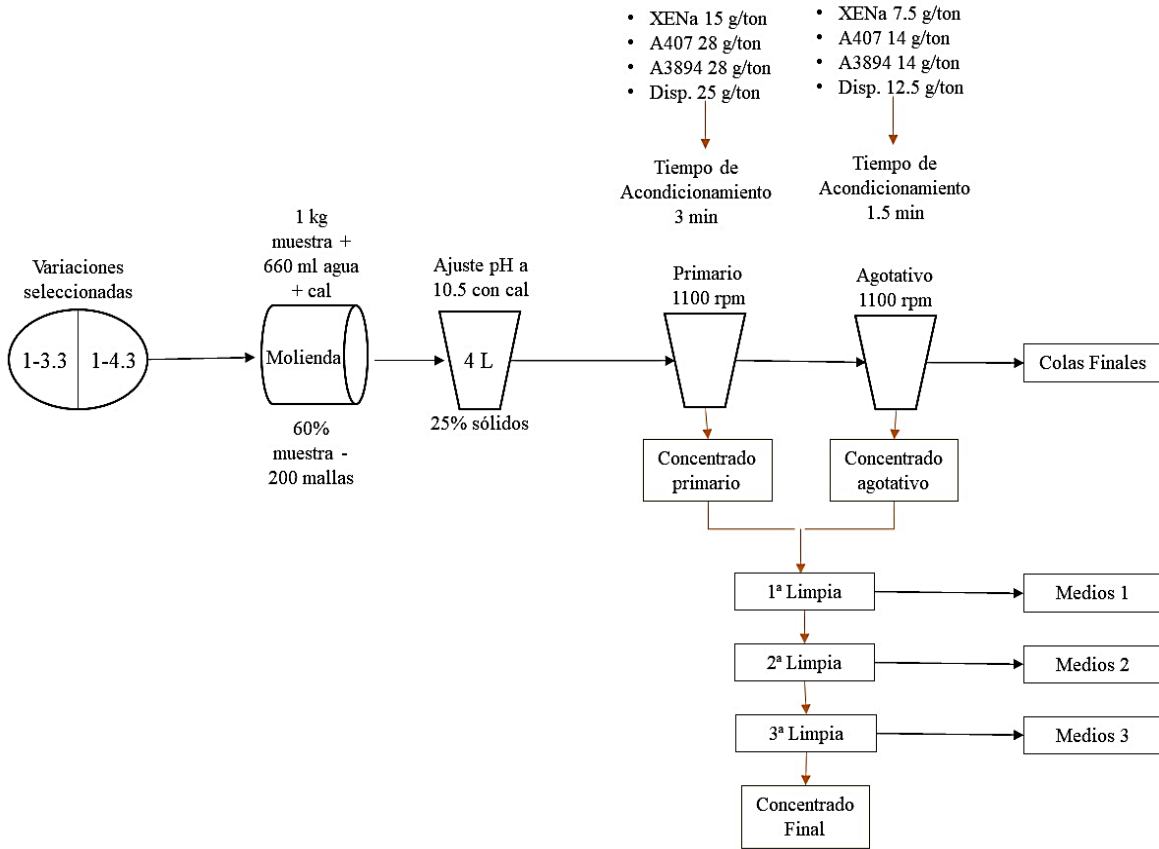 • XENa 15 g/ton
• A407 28 g/ton
• A3894 28 g/ton
• Disp. 25 g/ton
• XENa 7.5 g/ton
• A407 14 g/ton
• A3894 14 g/ton
• Disp. 12.5 g/ton
Tiempo de
Acondicionamiento
3 min
Tiempo de
Acondicionamiento
1.5 min
Variaciones
seleccionadas
1-3.3
1-4.3
1 kg
muestra +
660 ml agua
+ cal
Molienda
60%
muestra -
200 mallas
Ajuste pH a
10.5 con cal
4 L
25% sólidos
Primario
1100 rpm
Agotativo
1100 rpm
Colas Finales
Concentrado
primario
Concentrado
agotativo
1ª Limpia
Medios 1
2ª Limpia
Medios 2
3ª Limpia
Medios 3
Concentrado
Final